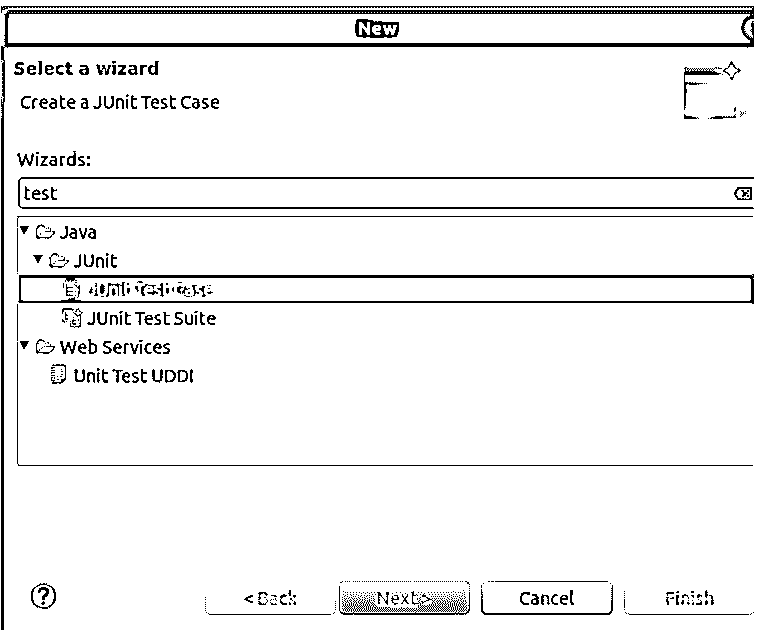 New
Select a wizard
Create a JUnit Test Case
Wizards:
test
Java
JUnit
JUnit Test Case
JUnit Test Suite
Web Services
Unit Test UDDI
?
< Back
Next >
Cancel
Finish